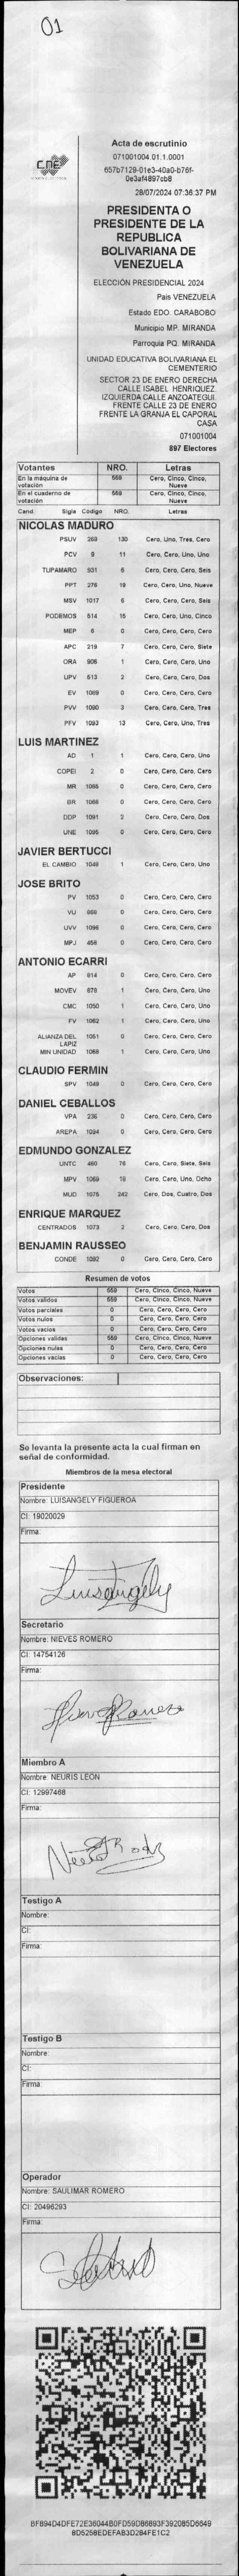 01
CNE
Acta de escrutinio
071001004.01.1.0001
657b7129-01e3-40a0-b76f-
0e3af4897cb8
28/07/2024 07:36:37 PM
PRESIDENTA O
PRESIDENTE DE LA
REPUBLICA
BOLIVARIANA DE
VENEZUELA
ELECCIÓN PRESIDENCIAL 2024
Pais VENEZUELA
Estado EDO. CARABOBO
Municipio MP. MIRANDA
Parroquia PQ. MIRANDA
UNIDAD EDUCATIVA BOLIVARIANA EL
CEMENTERIO
SECTOR 23 DE ENERO DERECHA
CALLE ISABEL HENRIQUEZ.
IZQUIERDA CALLE ANZOATEGUI.
FRENTE CALLE 23 DE ENERO
FRENTE LA GRANJA EL CAPORAL
CASA
071001004
897 Electores
Votantes NRO. Letras
En la máquina de votación 559 Cero, Cinco, Cinco, Nueve
En el cuaderno de votación 559 Cero, Cinco, Cinco, Nueve
Cand. Sigla Codigo NRO. Letras
NICOLAS MADURO
PSUV 269 130 Cero, Uno, Tres, Cero
PCV 9 11 Cero, Cero, Uno, Uno
TUPAMARO 931 6 Cero, Cero, Cero, Seis
PPT 276 19 Cero, Cero, Uno, Nueve
MSV 1017 6 Cero, Cero, Cero, Seis
PODEMOS 514 15 Cero, Cero, Uno, Cinco
MEP 6 0 Cero, Cero, Cero, Cero
APC 219 7 Cero, Cero, Cero, Siete
ORA 906 1 Cero, Cero, Cero, Uno
UPV 613 2 Cero, Cero, Cero, Dos
EV 1089 0 Cero, Cero, Cero, Cero
PVV 1090 3 Cero, Cero, Cero, Tres
PFV 1093 13 Cero, Cero, Uno, Tres
LUIS MARTINEZ
AD 1 1 Cero, Cero, Cero, Uno
COPEI 2 0 Cero, Cero, Cero, Cero
MR 1066 0 Cero, Cero, Cero, Cero
BR 1068 0 Cero, Cero, Cero, Cero
DDP 1091 2 Cero, Cero, Cero, Dos
UNE 1095 0 Cero, Cero, Cero, Cero
JAVIER BERTUCCI
EL CAMBIO 1048 1 Cero, Cero, Cero, Uno
JOSE BRITO
PV 1053 0 Cero, Cero, Cero, Cero
VU 989 0 Cero, Cero, Cero, Cero
UVV 1096 0 Cero, Cero, Cero, Cero
MPJ 458 0 Cero, Cero, Cero, Cero
ANTONIO ECARRI
AP 814 0 Cero, Cero, Cero, Cero
MOVEV 878 1 Cero, Cero, Cero, Uno
CMC 1050 1 Cero, Cero, Cero, Uno
FV 1062 1 Cero, Cero, Cero, Uno
ALIANZA DEL LAPIZ 1051 0 Cero, Cero, Cero, Cero
MIN UNIDAD 1088 1 Cero, Cero, Cero, Uno
CLAUDIO FERMIN
SPV 1049 0 Cero, Cero, Cero, Cero
DANIEL CEBALLOS
VPA 236 0 Cero, Cero, Cero, Cero
AREPA 1094 0 Cero, Cero, Cero, Cero
EDMUNDO GONZALEZ
UNTC 460 76 Cero, Cero, Siete, Seis
MPV 1069 18 Cero, Cero, Uno, Ocho
MUD 1075 242 Cero, Dos, Cuatro, Dos
ENRIQUE MARQUEZ
CENTRADOS 1073 2 Cero, Cero, Cero, Dos
BENJAMIN RAUSSEO
CONDE 1092 0 Cero, Cero, Cero, Cero
Resumen de votos
Votos 559 Cero, Cinco, Cinco, Nueve
Votos validos 559 Cero, Cinco, Cinco, Nueve
Votos parciales 0 Cero, Cero, Cero, Cero
Votos nulos 0 Cero, Cero, Cero, Cero
Votos vacios 0 Cero, Cero, Cero, Cero
Opciones validas 559 Cero, Cinco, Cinco, Nueve
Opciones nulas 0 Cero, Cero, Cero, Cero
Opciones vacias 0 Cero, Cero, Cero, Cero
Observaciones:
Se levanta la presente acta la cual firman en
señal de conformidad.
Miembros de la mesa electoral
Presidente
Nombre: LUISANGELY FIGUEROA
CI: 19020029
Firma:
Luisangely
Secretario
Nombre: NIEVES ROMERO
CI: 14754126
Firma:
Miembro A
Nombre: NEURIS LEON
CI: 12997468
Firma:
Testigo A
Nombre:
CI:
Firma:
Testigo B
Nombre:
CI:
Firma:
Operador
Nombre: SAULIMAR ROMERO
CI: 20496293
Firma:
BF894D4DFE72E36044B0FD59D86893F392085D6649
8D5258EDEFAB3D284FE1C2